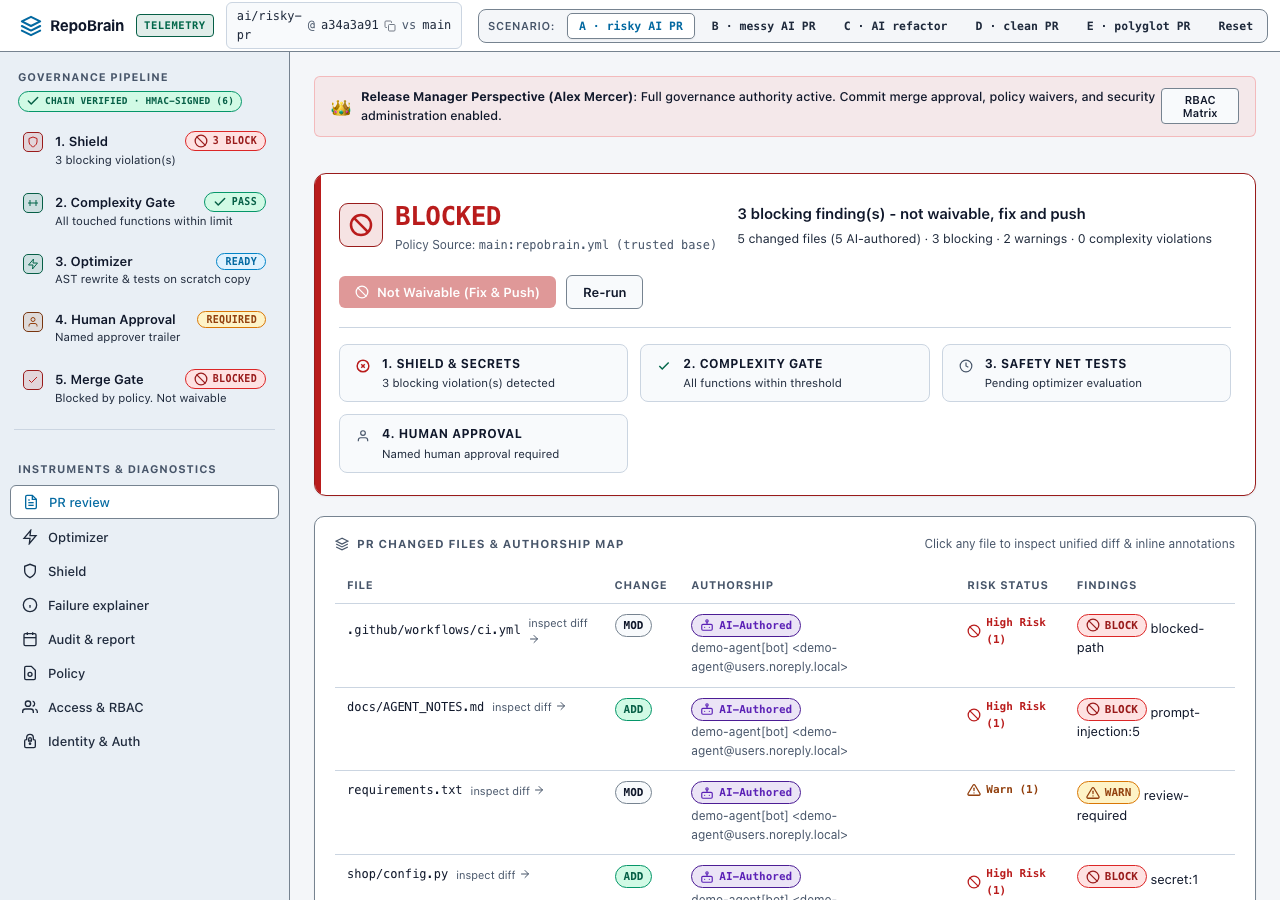 RepoBrain
TELEMETRY
ai/risky-pr @ a34a3a91 vs main
SCENARIO:
A · risky AI PR
B · messy AI PR
C · AI refactor
D · clean PR
E · polyglot PR
Reset
GOVERNANCE PIPELINE
CHAIN VERIFIED · HMAC-SIGNED (6)
1. Shield
3 BLOCK
3 blocking violation(s)
2. Complexity Gate
PASS
All touched functions within limit
3. Optimizer
READY
AST rewrite & tests on scratch copy
4. Human Approval
REQUIRED
Named approver trailer
5. Merge Gate
BLOCKED
Blocked by policy. Not waivable
INSTRUMENTS & DIAGNOSTICS
PR review
Optimizer
Shield
Failure explainer
Audit & report
Policy
Access & RBAC
Identity & Auth
Release Manager Perspective (Alex Mercer): Full governance authority active. Commit merge approval, policy waivers, and security
administration enabled.
RBAC
Matrix
BLOCKED
Policy Source: main:repobrain.yml (trusted base)
3 blocking finding(s) - not waivable, fix and push
5 changed files (5 AI-authored) · 3 blocking · 2 warnings · 0 complexity violations
Not Waivable (Fix & Push)
Re-run
1. SHIELD & SECRETS
3 blocking violation(s) detected
2. COMPLEXITY GATE
All functions within threshold
3. SAFETY NET TESTS
Pending optimizer evaluation
4. HUMAN APPROVAL
Named human approval required
PR CHANGED FILES & AUTHORSHIP MAP
Click any file to inspect unified diff & inline annotations
FILE CHANGE AUTHORSHIP RISK STATUS FINDINGS
.github/workflows/ci.yml inspect diff →
MOD
AI-Authored
demo-agent[bot] <demo-
agent@users.noreply.local>
High Risk
(1)
BLOCK blocked-
path
docs/AGENT_NOTES.md inspect diff →
ADD
AI-Authored
demo-agent[bot] <demo-
agent@users.noreply.local>
High Risk
(1)
BLOCK prompt-
injection:5
requirements.txt inspect diff →
MOD
AI-Authored
demo-agent[bot] <demo-
agent@users.noreply.local>
Warn (1)
WARN review-
required
shop/config.py inspect diff →
ADD
AI-Authored
demo-agent[bot] <demo-
High Risk
(1)
BLOCK secret:1